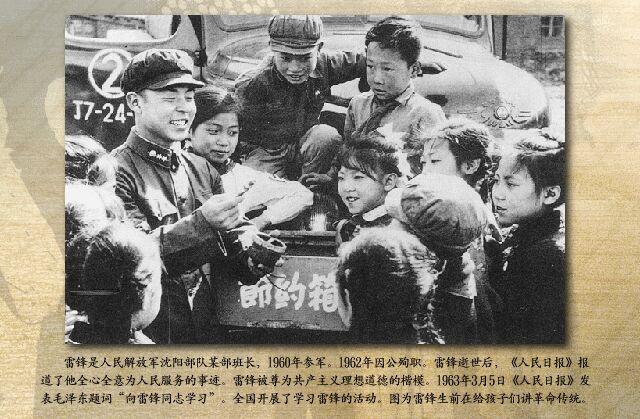 ②
J7-24-
節约箱
雷锋是人民解放军沈阳部队某部班长，1960年参军。1962年因公殉职。雷锋逝世后，《人民日报》报
道了他全心全意为人民服务的事迹。雷锋被尊为共产主义理想道德的楷模。1963年3月5日《人民日报》发
表毛泽东题词“向雷锋同志学习”。全国开展了学习雷锋的活动。图为雷锋生前在给孩子们讲革命传统。